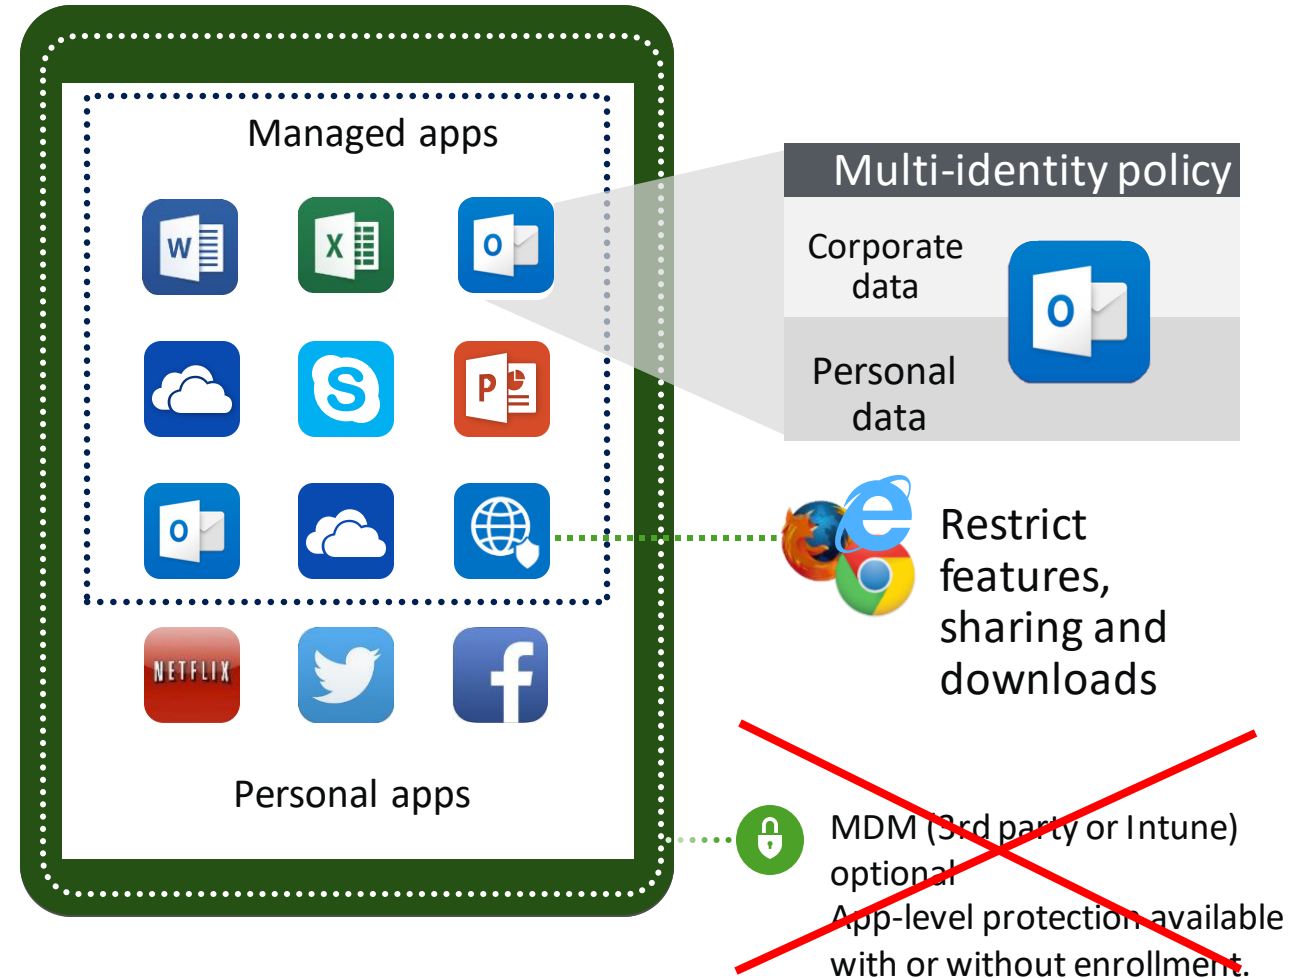 Managed apps
Multi-identity policy
W
X
O
Corporate
data
O
Personal
data
S
P
O
Restrict
features,
sharing and
downloads
NETFLIX
f
Personal apps
MDM (3rd party or Intune)
optional
App-level protection available
with or without enrollment.